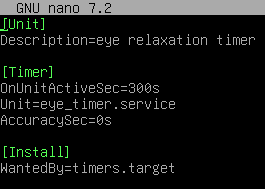 GNU nano 7.2
[Unit]
Description=eye relaxation timer
[Timer]
OnUnitActiveSec=300s
Unit=eye_timer.service
AccuracySec=0s
[Install]
WantedBy=timers.target